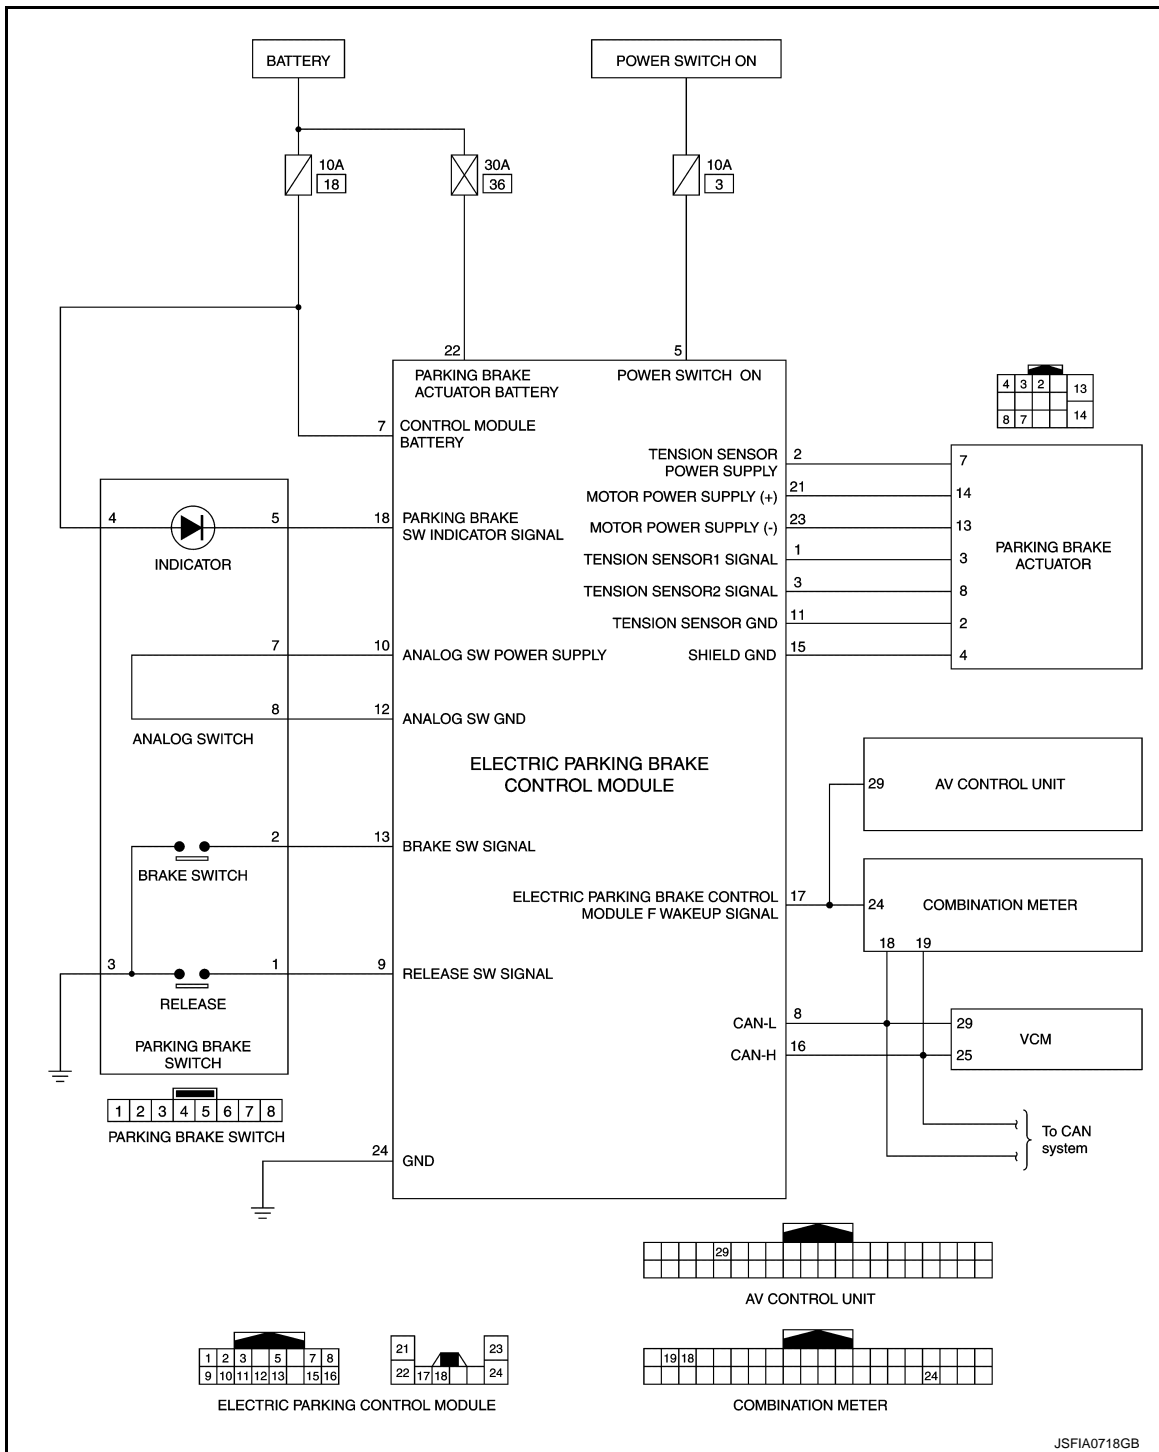 BATTERY
POWER SWITCH ON
10A
18
30A
36
10A
3
22
5
PARKING BRAKE
ACTUATOR BATTERY
POWER SWITCH ON
7
CONTROL MODULE
BATTERY
4 3 2 13
8 7 14
TENSION SENSOR
POWER SUPPLY
2
7
MOTOR POWER SUPPLY (+)
21
14
MOTOR POWER SUPPLY (-)
23
13
TENSION SENSOR1 SIGNAL
1
3
TENSION SENSOR2 SIGNAL
3
8
TENSION SENSOR GND
11
2
SHIELD GND
15
4
PARKING BRAKE
ACTUATOR
4
5
18
PARKING BRAKE
SW INDICATOR SIGNAL
INDICATOR
7
10
ANALOG SW POWER SUPPLY
8
12
ANALOG SW GND
ANALOG SWITCH
ELECTRIC PARKING BRAKE
CONTROL MODULE
29
AV CONTROL UNIT
2
13
BRAKE SW SIGNAL
BRAKE SWITCH
ELECTRIC PARKING BRAKE CONTROL
MODULE F WAKEUP SIGNAL
17
24
COMBINATION METER
18
19
3
1
9
RELEASE SW SIGNAL
RELEASE
PARKING BRAKE
SWITCH
CAN-L
8
29
CAN-H
16
25
VCM
1 2 3 4 5 6 7 8
PARKING BRAKE SWITCH
To CAN
system
24
GND
29
AV CONTROL UNIT
1 2 3 5 7 8
9 10 11 12 13 15 16
21 23
22 17 18 24
ELECTRIC PARKING CONTROL MODULE
19 18
24
COMBINATION METER
JSFIA0718GB